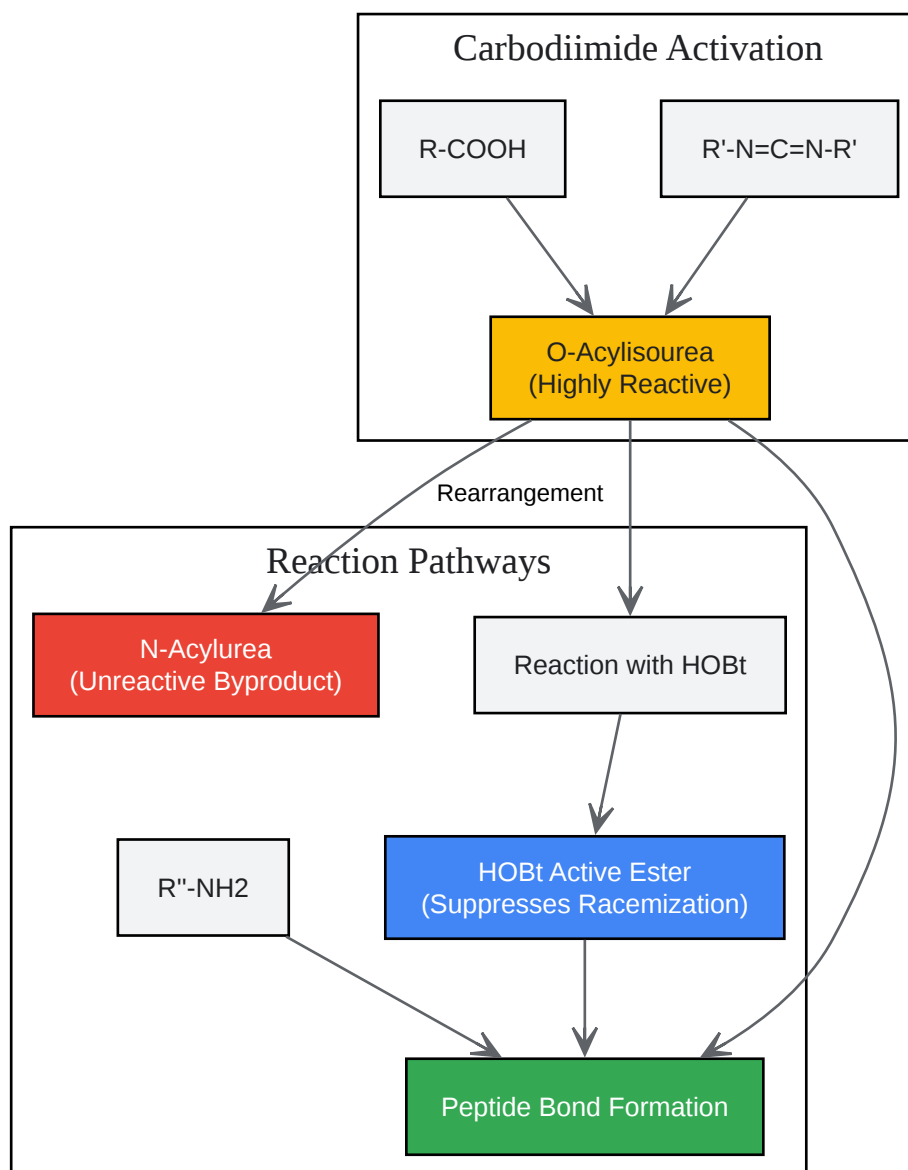 Carbodiimide Activation
R-COOH
R'-N=C=N-R'
O-Acylisourea
(Highly Reactive)
Rearrangement
Reaction Pathways
N-Acylurea
(Unreactive Byproduct)
Reaction with HOBt
R"-NH2
HOBt Active Ester
(Suppresses Racemization)
Peptide Bond Formation